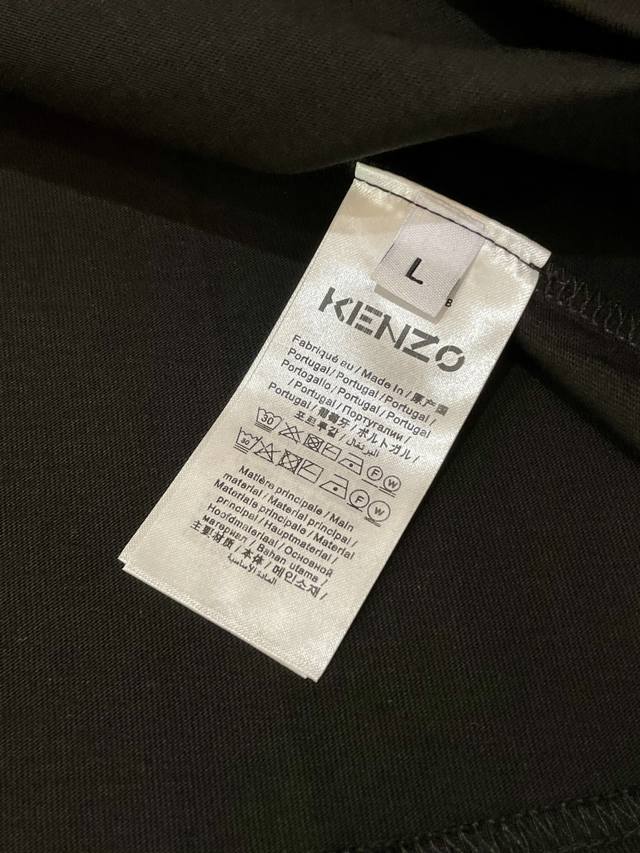 L
B
KENZO
Fabriqué au / Made In / 原产国
Portugal / Portugal / Portugal /
Portogallo / Portugal / Portugal
/ Portugal / Португалии /
Portugal / 葡萄牙 / ポルトガル /
포르투갈 / البرتغال
30 F W
30 F W
Matière principale / Main
material / Material principal /
Materiale principale / Material
principal / Hauptmaterial /
Hoofdmateriaal / Основной
материал / Bahan utama /
主要材质 / 本体 / 메인소재 /
المادة الأساسية